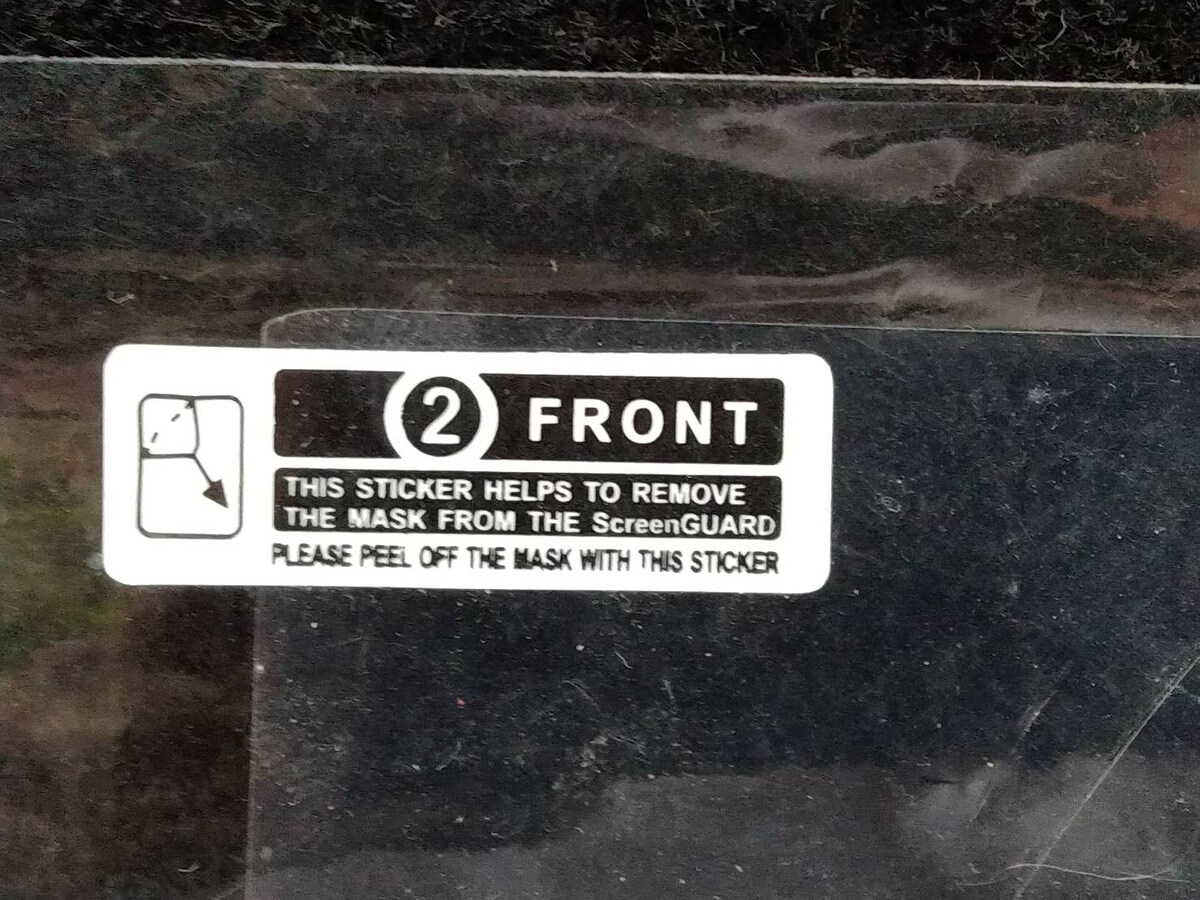 2 FRONT
THIS STICKER HELPS TO REMOVE
THE MASK FROM THE ScreenGUARD
PLEASE PEEL OFF THE MASK WITH THIS STICKER